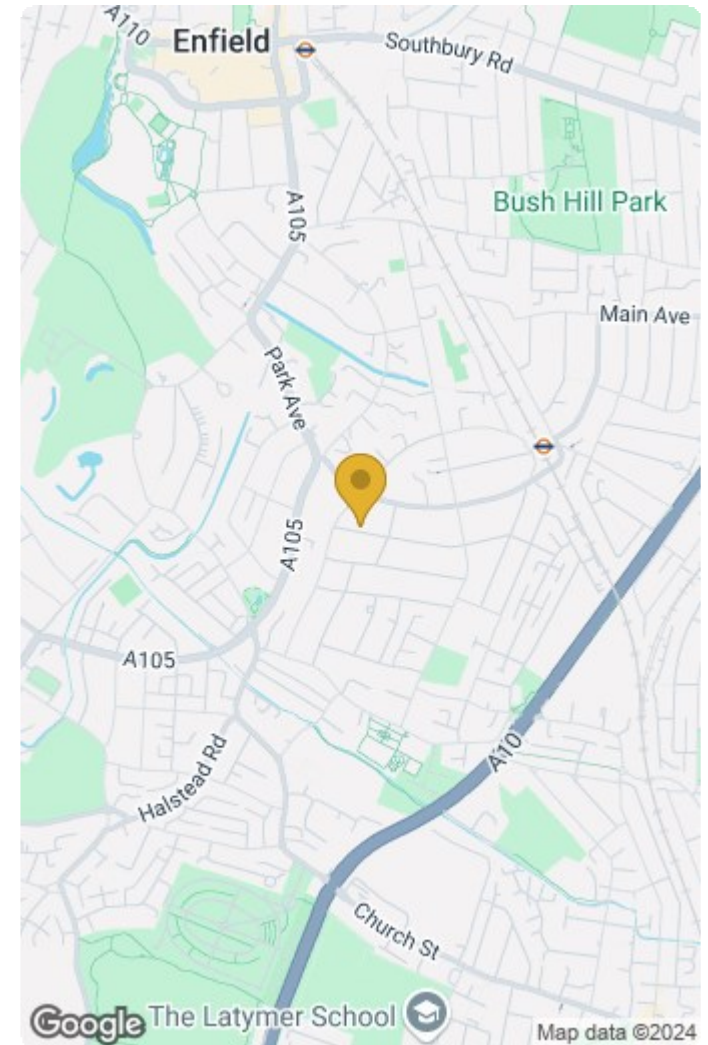 A110
Enfield
Southbury Rd
A105
Bush Hill Park
Main Ave
Park Ave
A105
A105
A10
Halstead Rd
Church St
Google
The Latymer School
Map data ©2024